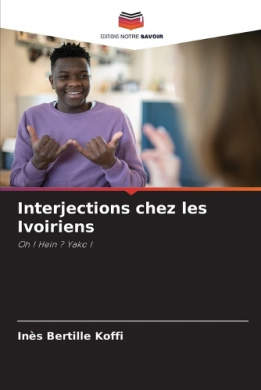 EDITIONS NOTRE SAVOIR
Interjections chez les
Ivoiriens
Oh ! Hein ? Yako !
Inès Bertille Koffi